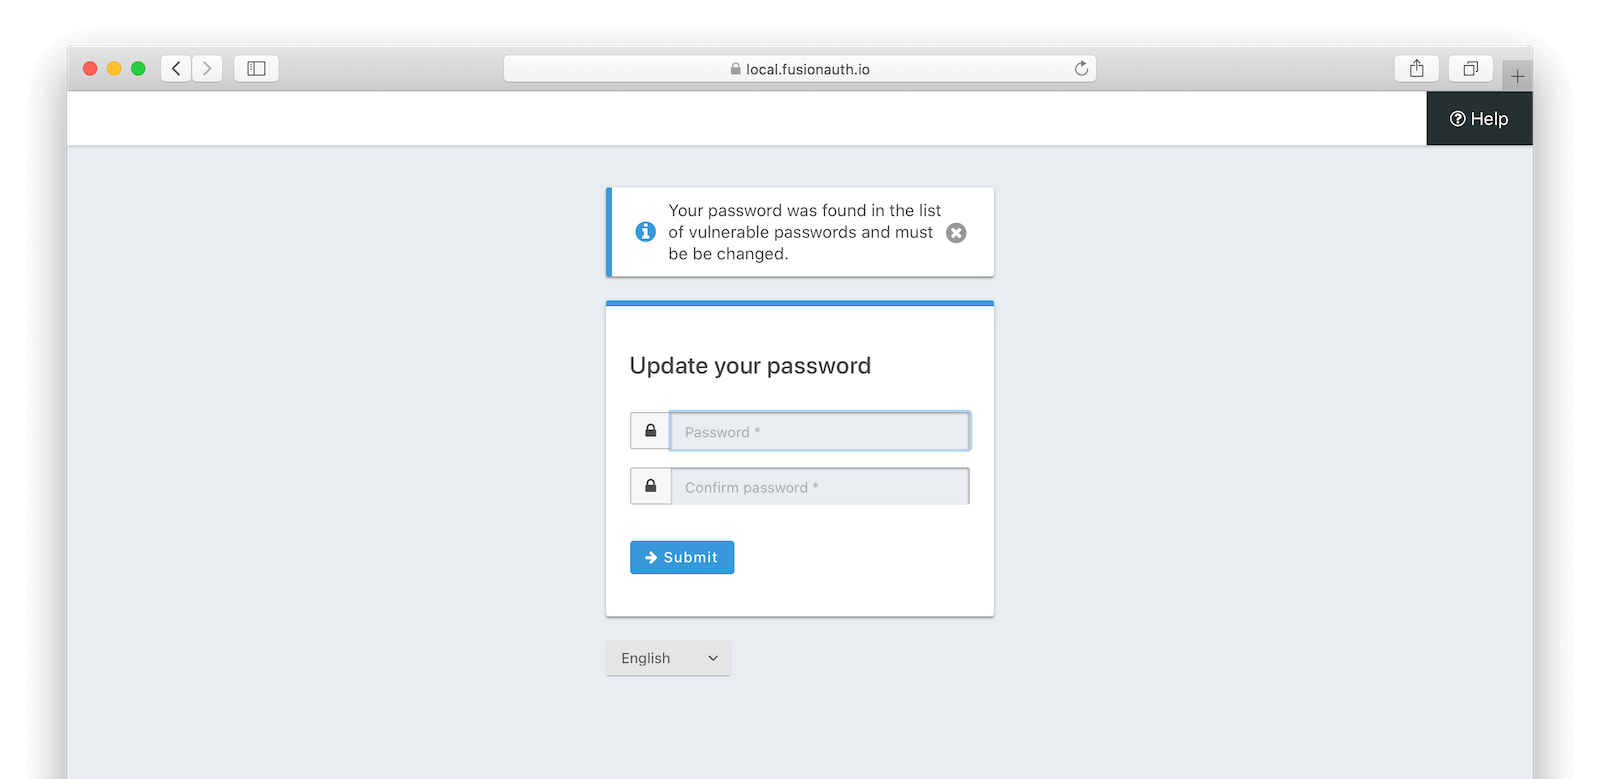 local.fusionauth.io
Help
Your password was found in the list
of vulnerable passwords and must
be be changed.
Update your password
Password *
Confirm password *
Submit
English